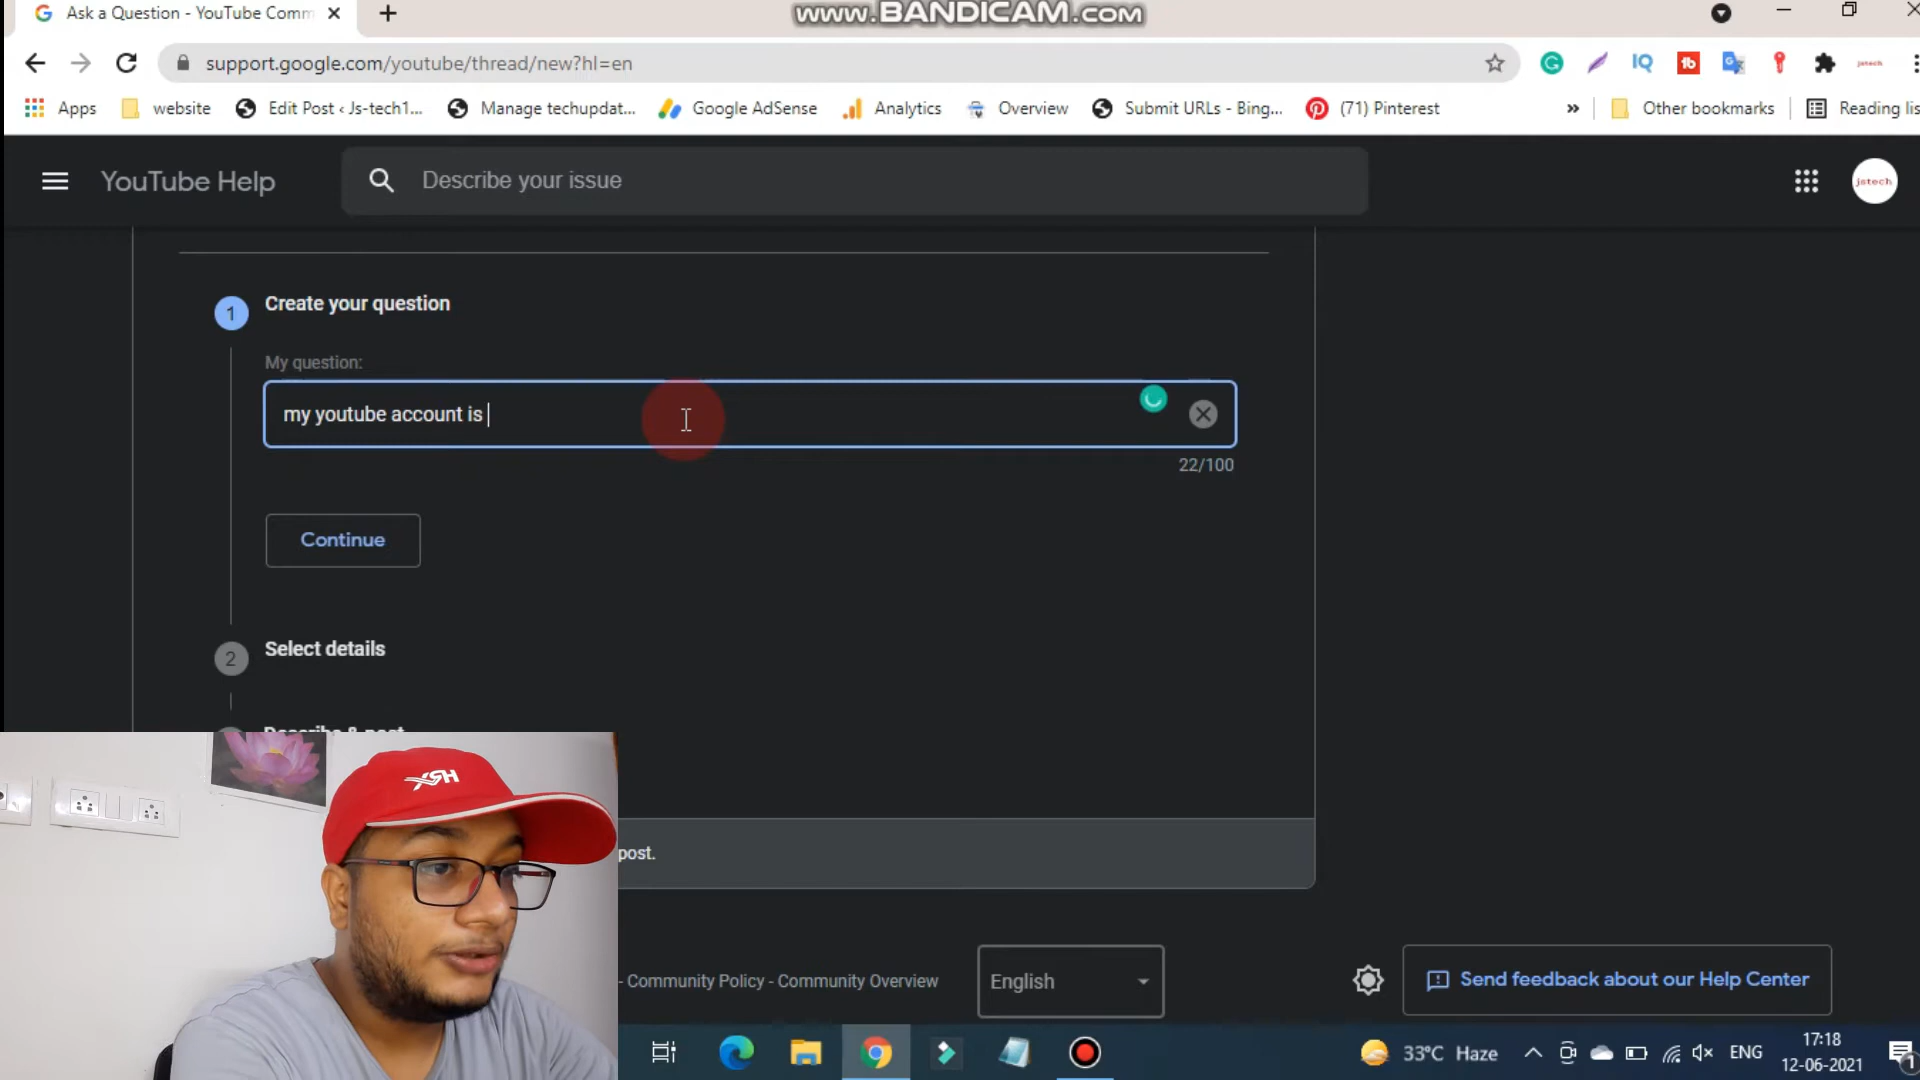 Ask a Question - YouTube Comm
www.BANDICAM.com
support.google.com/youtube/thread/new?hl=en
Apps website Edit Post ‹ Js-tech1... Manage techupdat... Google AdSense Analytics Overview Submit URLs - Bing... (71) Pinterest » Other bookmarks Reading lis
YouTube Help
Describe your issue
jstech
1 Create your question
My question:
my youtube account is
22/100
Continue
2 Select details
post.
- Community Policy - Community Overview
English
Send feedback about our Help Center
33°C Haze
ENG
17:18
12-06-2021
1